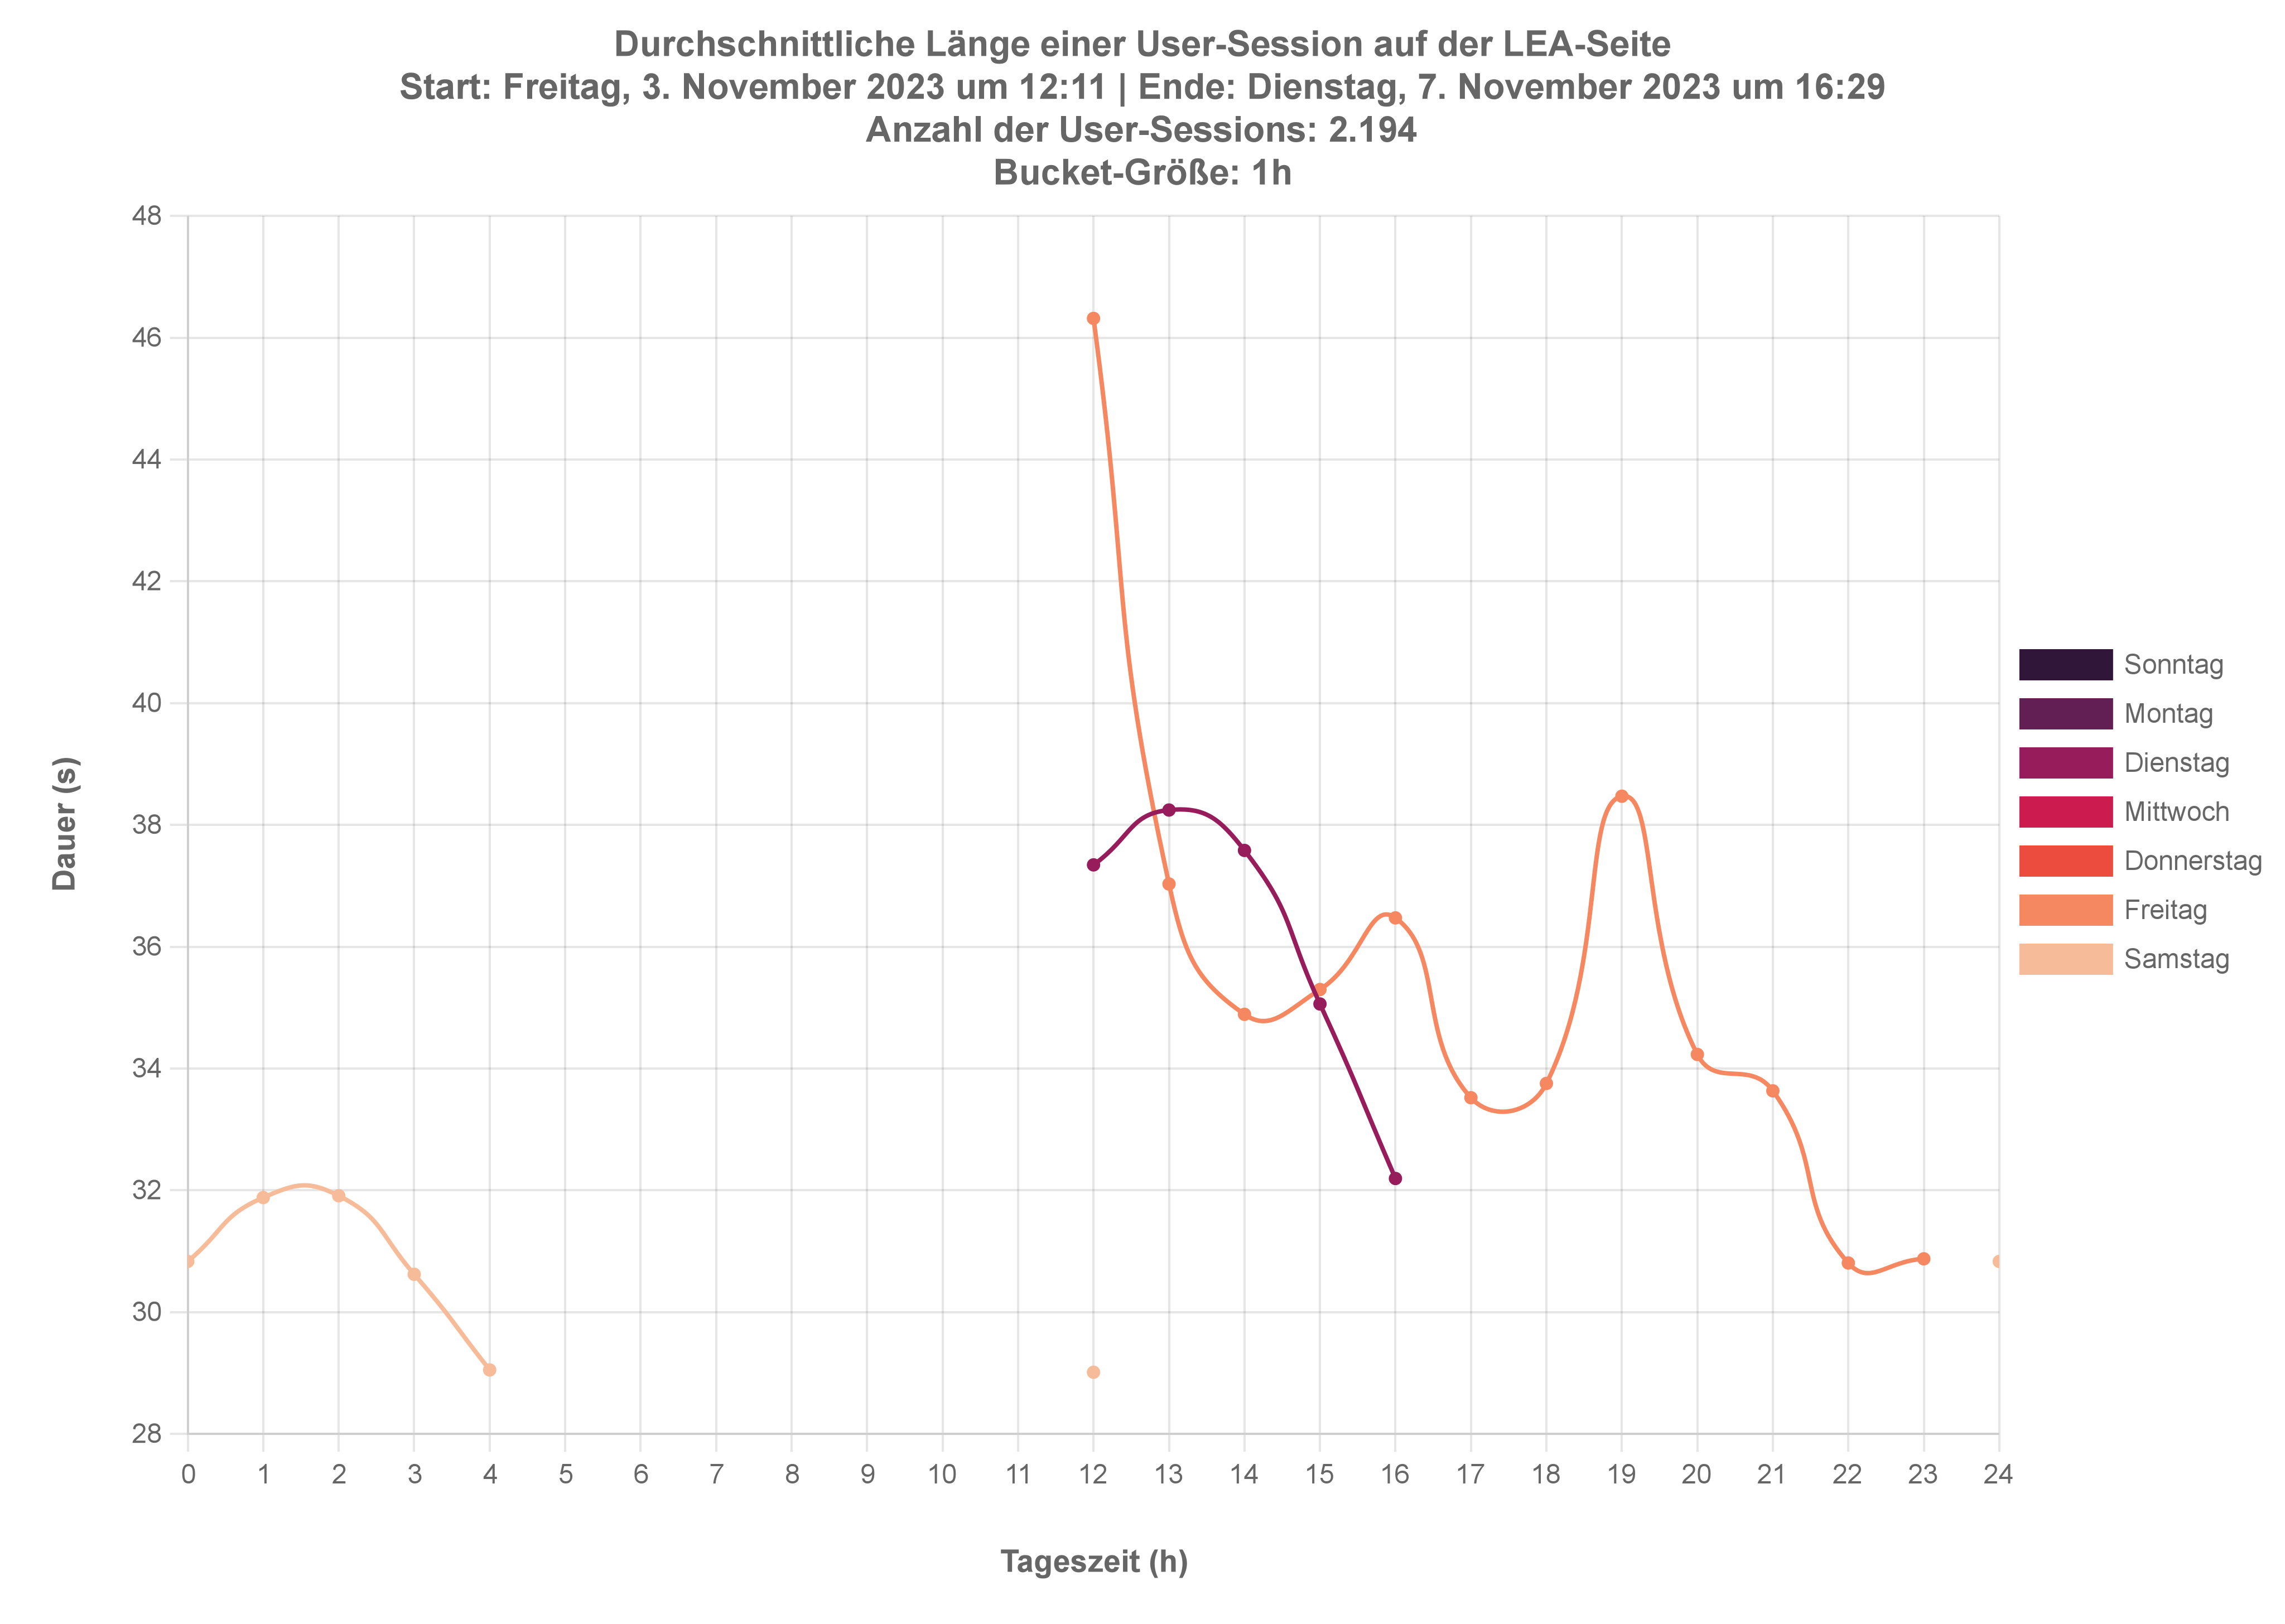 Durchschnittliche Länge einer User-Session auf der LEA-Seite
Start: Freitag, 3. November 2023 um 12:11 | Ende: Dienstag, 7. November 2023 um 16:29
Anzahl der User-Sessions: 2.194
Bucket-Größe: 1h
48
46
44
42
40
38
36
34
32
30
28
Dauer (s)
0 1 2 3 4 5 6 7 8 9 10 11 12 13 14 15 16 17 18 19 20 21 22 23 24
Tageszeit (h)
Sonntag
Montag
Dienstag
Mittwoch
Donnerstag
Freitag
Samstag